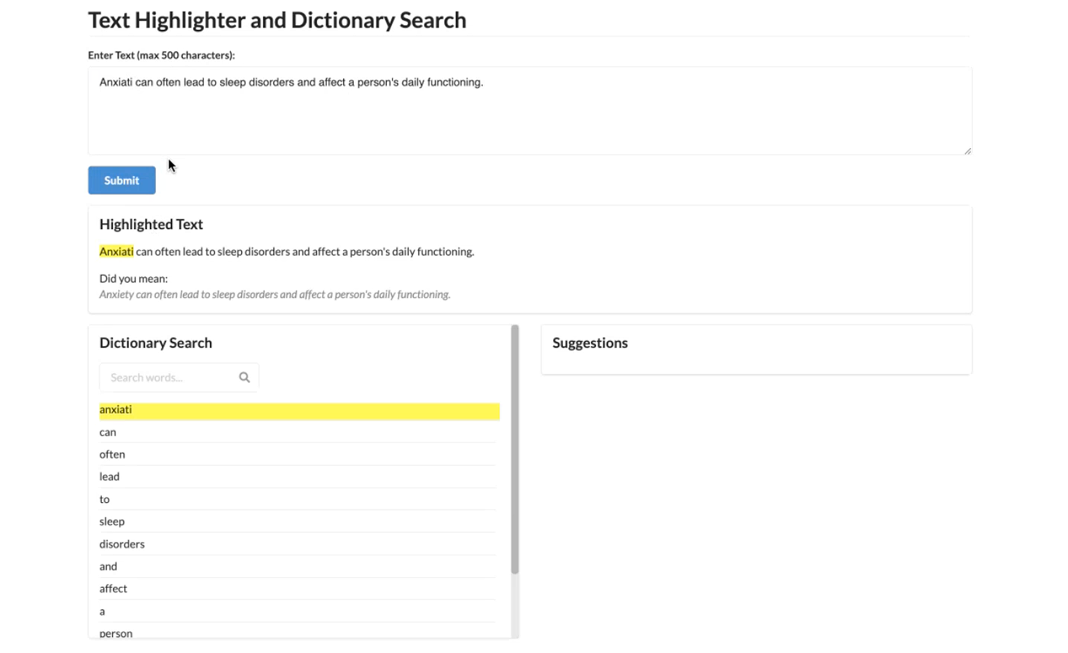 Text Highlighter and Dictionary Search
Enter Text (max 500 characters):
Anxiati can often lead to sleep disorders and affect a person's daily functioning.
Submit
Highlighted Text
Anxiati can often lead to sleep disorders and affect a person's daily functioning.
Did you mean:
Anxiety can often lead to sleep disorders and affect a person's daily functioning.
Dictionary Search
Search words...
anxiati
can
often
lead
to
sleep
disorders
and
affect
a
person
Suggestions